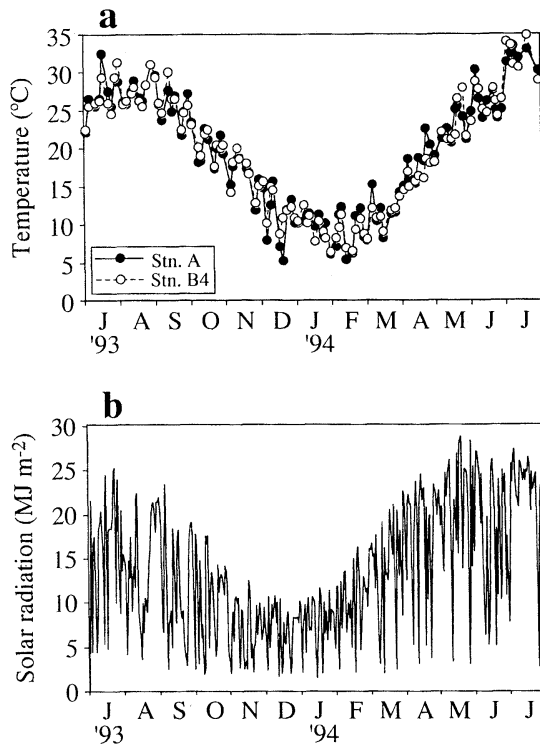 a
35
30
25
20
15
10
5
0
Temperature (°C)
Stn. A
Stn. B4
J A S O N D J F M A M J J
'93 '94
b
30
25
20
15
10
5
0
Solar radiation (MJ m⁻²)
J A S O N D J F M A M J J
'93 '94